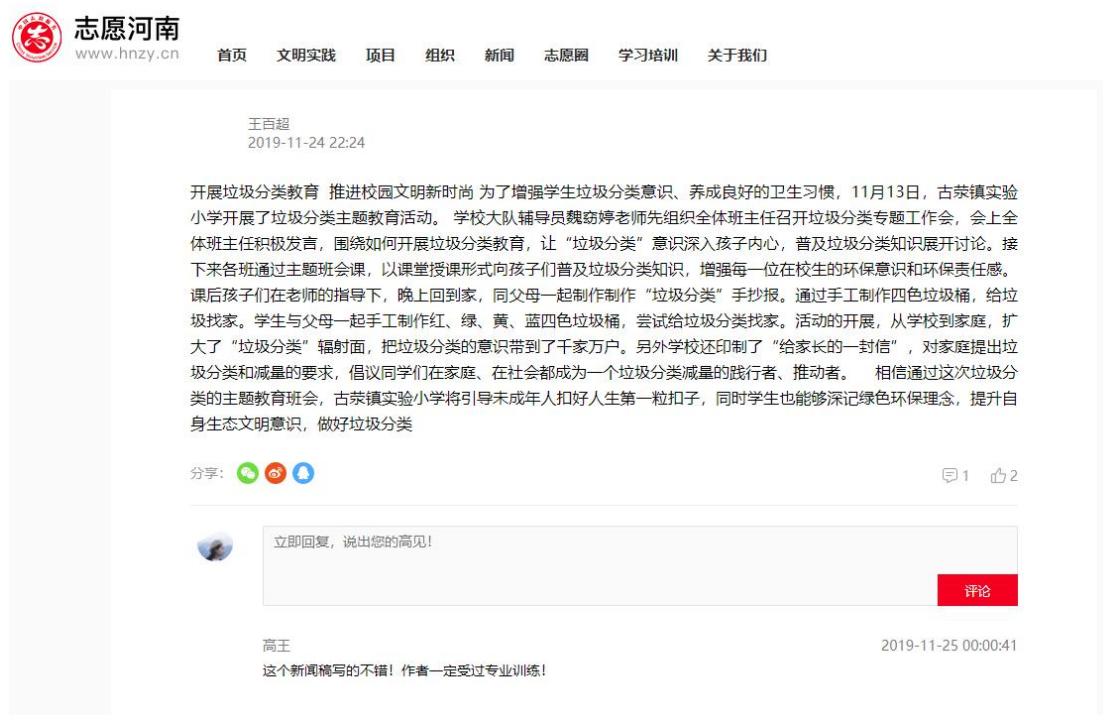 志愿河南
www.hnzy.cn
首页 文明实践 项目 组织 新闻 志愿圈 学习培训 关于我们
王百超
2019-11-24 22:24
开展垃圾分类教育 推进校园文明新时尚 为了增强学生垃圾分类意识、养成良好的卫生习惯，11月13日，古荥镇实验
小学开展了垃圾分类主题教育活动。 学校大队辅导员魏窈婷老师先组织全体班主任召开垃圾分类专题工作会，会上全
体班主任积极发言，围绕如何开展垃圾分类教育，让“垃圾分类”意识深入孩子内心，普及垃圾分类知识展开讨论。接
下来各班通过主题班会课，以课堂授课形式向孩子们普及垃圾分类知识，增强每一位在校生的环保意识和环保责任感。
课后孩子们在老师的指导下，晚上回到家，同父母一起制作制作“垃圾分类”手抄报。通过手工制作四色垃圾桶，给垃
圾找家。学生与父母一起手工制作红、绿、黄、蓝四色垃圾桶，尝试给垃圾分类找家。活动的开展，从学校到家庭，扩
大了“垃圾分类”辐射面，把垃圾分类的意识带到了千家万户。另外学校还印制了“给家长的一封信”，对家庭提出垃
圾分类和减量的要求，倡议同学们在家庭、在社会都成为一个垃圾分类减量的践行者、推动者。 相信通过这次垃圾分
类的主题教育班会，古荥镇实验小学将引导未成年人扣好人生第一粒扣子，同时学生也能够深记绿色环保理念，提升自
身生态文明意识，做好垃圾分类
分享：
1 2
立即回复，说出您的高见！
评论
高王 2019-11-25 00:00:41
这个新闻稿写的不错！作者一定受过专业训练！